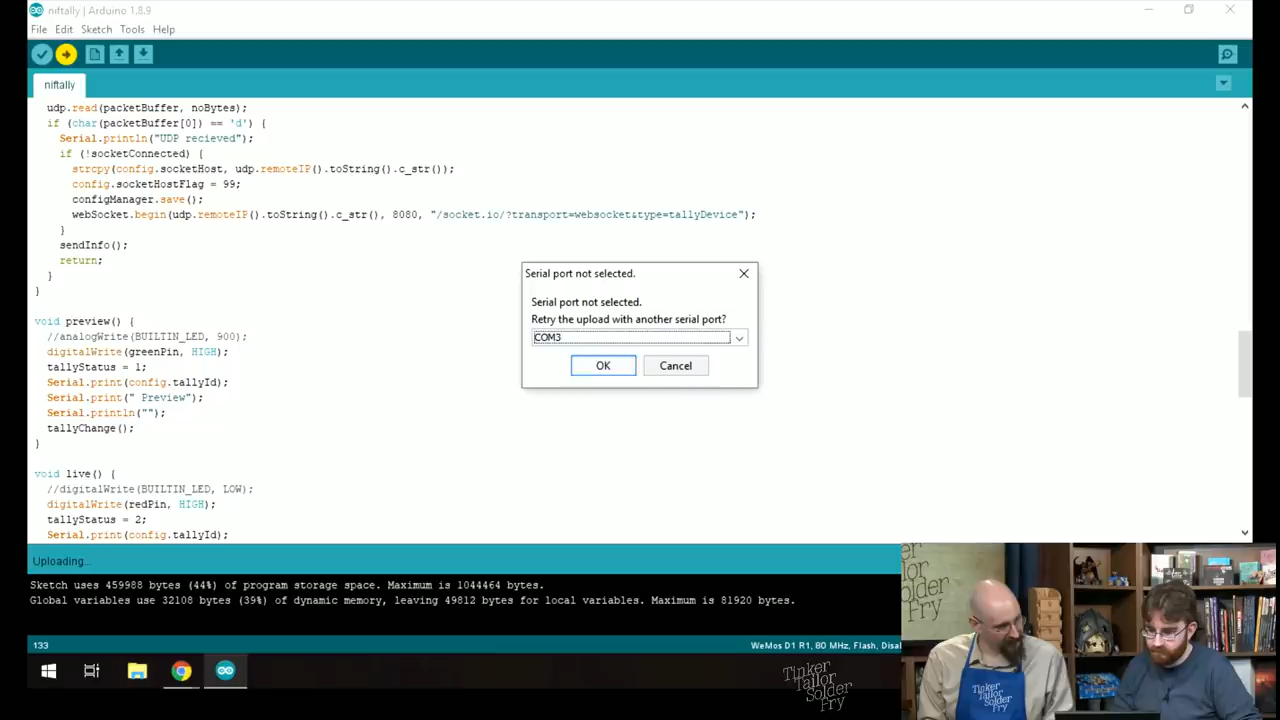 niftally | Arduino 1.8.9
File Edit Sketch Tools Help
niftally
udp.read(packetBuffer, noBytes);
if (char(packetBuffer[0]) == 'd') {
Serial.println("UDP recieved");
if (!socketConnected) {
strcpy(config.socketHost, udp.remoteIP().toString().c_str());
config.socketHostFlag = 99;
configManager.save();
webSocket.begin(udp.remoteIP().toString().c_str(), 8080, "/socket.io/?transport=websocket&type=tallyDevice");
}
sendInfo();
return;
}
}
void preview() {
//analogWrite(BUILTIN_LED, 900);
digitalWrite(greenPin, HIGH);
tallyStatus = 1;
Serial.print(config.tallyId);
Serial.print(" Preview");
Serial.println("");
tallyChange();
}
void live() {
//digitalWrite(BUILTIN_LED, LOW);
digitalWrite(redPin, HIGH);
tallyStatus = 2;
Serial.print(config.tallyId);
Serial port not selected.
Serial port not selected.
Retry the upload with another serial port?
COM3
OK Cancel
Uploading...
Sketch uses 459988 bytes (44%) of program storage space. Maximum is 1044464 bytes.
Global variables use 32108 bytes (39%) of dynamic memory, leaving 49812 bytes for local variables. Maximum is 81920 bytes.
133
WeMos D1 R1, 80 MHz, Flash, Disa
Tinker
Tailor
Solder
Fry
Tinker
Tailor
Solder
Fry